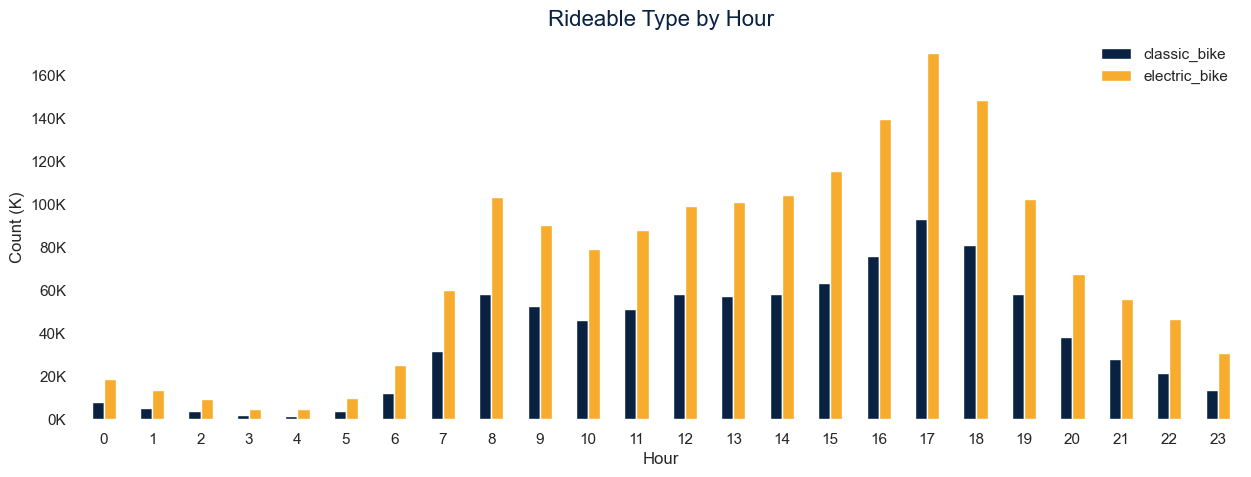 Rideable Type by Hour
classic_bike
electric_bike
Count (K)
160K
140K
120K
100K
80K
60K
40K
20K
0K
0 1 2 3 4 5 6 7 8 9 10 11 12 13 14 15 16 17 18 19 20 21 22 23
Hour